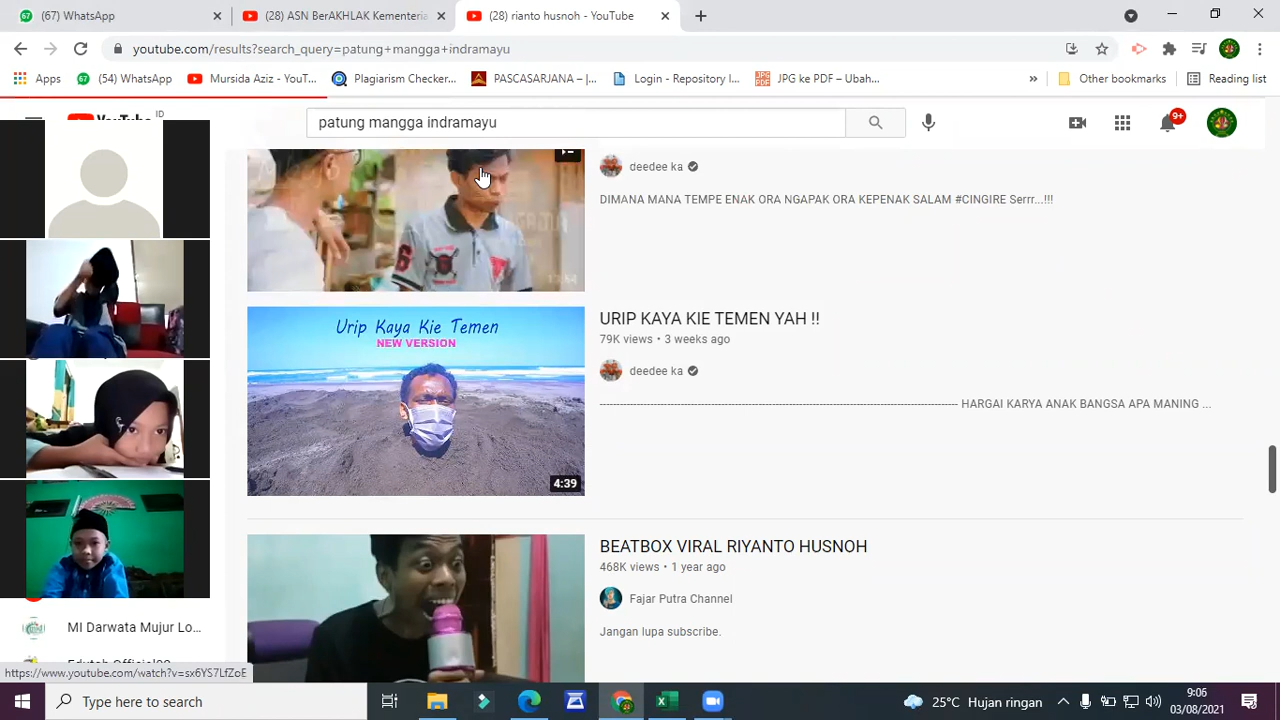 (67) WhatsApp
(28) ASN BerAKHLAK Kementeria
(28) rianto husnoh - YouTube
youtube.com/results?search_query=patung+mangga+indramayu
Apps
(54) WhatsApp
Mursida Aziz - YouT...
Plagiarism Checker...
PASCASARJANA – |...
Login - Repository I...
JPG ke PDF – Ubah...
»
Other bookmarks
Reading list
YouTube ID
patung mangga indramayu
9+
deedee ka
DIMANA MANA TEMPE ENAK ORA NGAPAK ORA KEPENAK SALAM #CINGIRE Serrr...!!!
Urip Kaya Kie Temen
NEW VERSION
4:39
URIP KAYA KIE TEMEN YAH !!
79K views • 3 weeks ago
deedee ka
HARGAI KARYA ANAK BANGSA APA MANING ...
BEATBOX VIRAL RIYANTO HUSNOH
468K views • 1 year ago
Fajar Putra Channel
Jangan lupa subscribe.
MI Darwata Mujur Lo...
https://www.youtube.com/watch?v=sx6YS7LfZoE
Type here to search
25°C Hujan ringan
9:06
03/08/2021